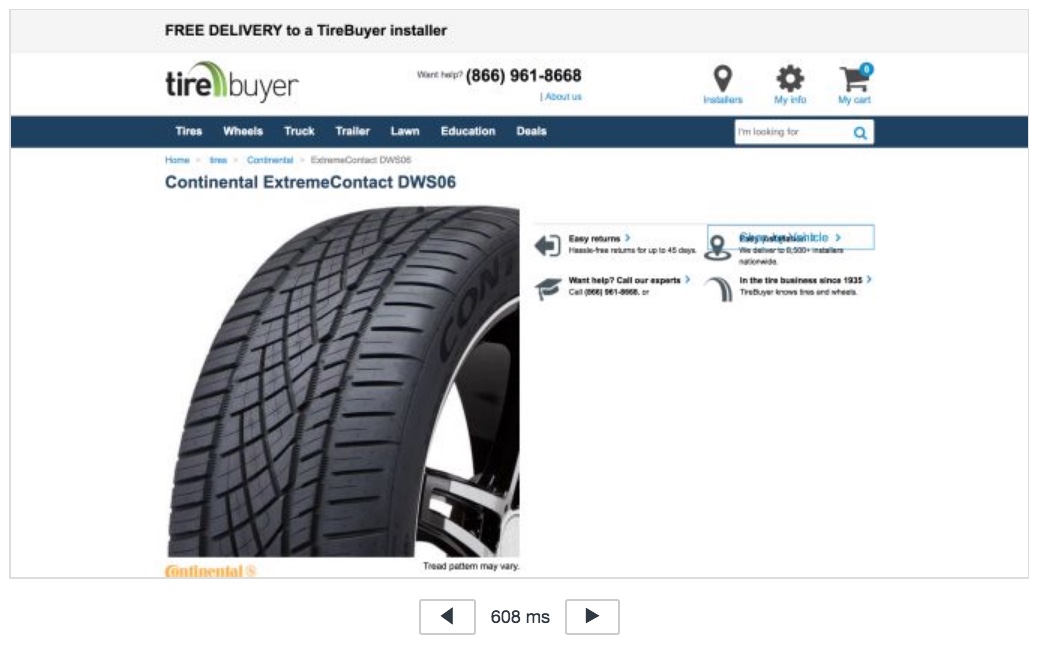 FREE DELIVERY to a TireBuyer installer
tire buyer
Want help? (866) 961-8668
| About us
Installers
My info
0
My cart
Tires Wheels Truck Trailer Lawn Education Deals
I'm looking for
Home > tires > Continental > ExtremeContact DWS06
Continental ExtremeContact DWS06
CONT
Easy returns >
Hassle-free returns for up to 45 days.
Shop by Vehicle >
We deliver to 8,500+ installers
nationwide.
Want help? Call our experts >
Call (866) 961-8668. or
In the tire business since 1935 >
TireBuyer knows tires and wheels.
Continental
Tread pattern may vary.
608 ms